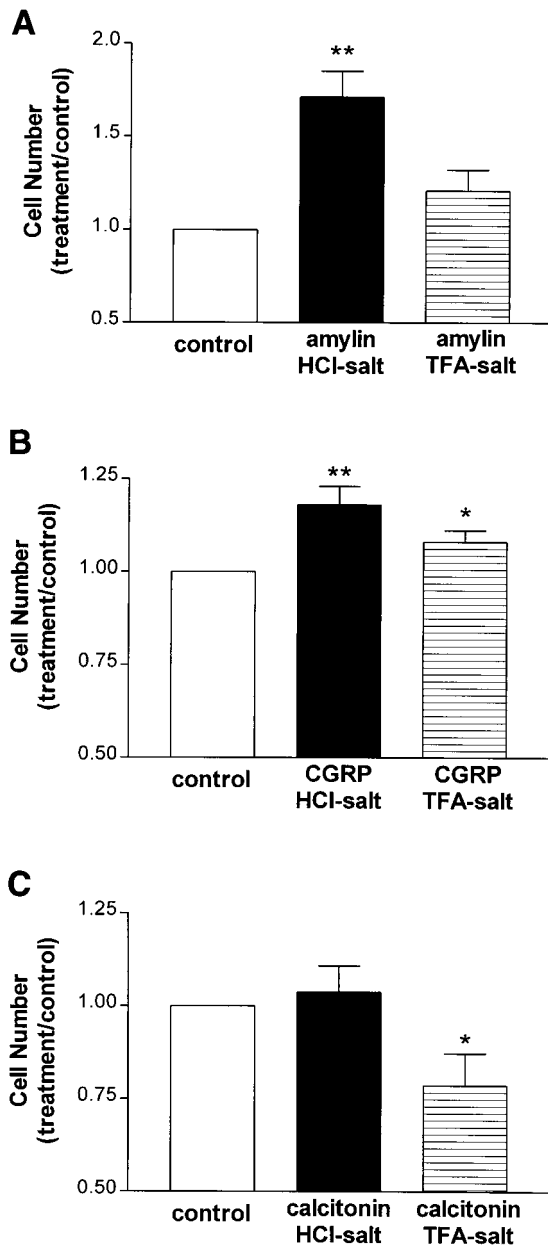 A
Cell Number
(treatment/control)
2.0
1.5
1.0
0.5
**
control
amylin
HCl-salt
amylin
TFA-salt
B
Cell Number
(treatment/control)
1.25
1.00
0.75
0.50
**
*
control
CGRP
HCl-salt
CGRP
TFA-salt
C
Cell Number
(treatment/control)
1.25
1.00
0.75
0.50
*
control
calcitonin
HCl-salt
calcitonin
TFA-salt